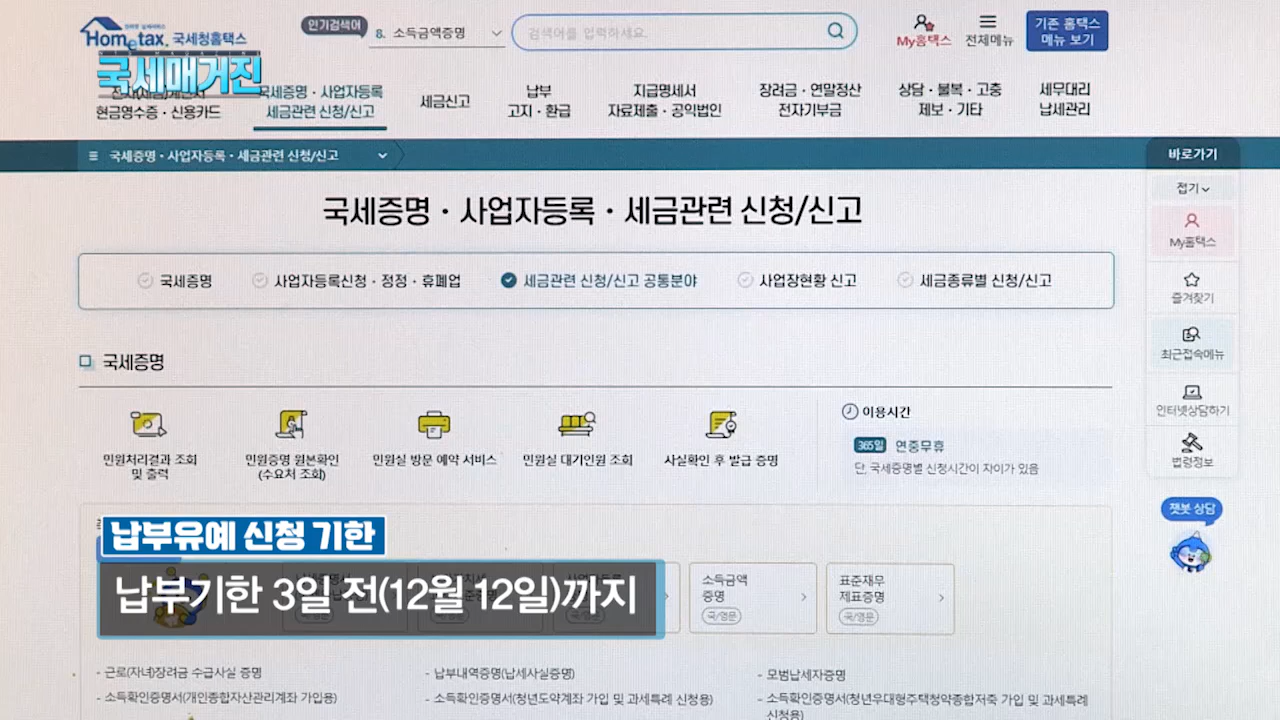 Hometax. 국세청홈택스
인기검색어
8. 소득금액증명
검색어를 입력하세요.
My홈택스
전체메뉴
기존 홈택스
메뉴 보기
국세매거진
현금영수증·신용카드
국세증명·사업자등록
세금관련 신청/신고
세금신고
납부
고지·환급
지급명세서
자료제출·공익법인
장려금·연말정산
전자기부금
상담·불복·고충
제보·기타
세무대리
납세관리
국세증명·사업자등록·세금관련 신청/신고
바로가기
접기
My홈택스
즐겨찾기
최근접속메뉴
인터넷상담하기
법령정보
챗봇 상담
국세증명·사업자등록·세금관련 신청/신고
국세증명
사업자등록신청·정정·휴폐업
세금관련 신청/신고 공통분야
사업장현황 신고
세금종류별 신청/신고
국세증명
민원처리결과 조회
및 출력
민원증명 원본확인
(수요처 조회)
민원실 방문 예약 서비스
민원실 대기인원 조회
사실확인 후 발급 증명
이용시간
365일 연중무휴
단, 국세증명별 신청시간이 차이가 있음
납부유예 신청 기한
납부기한 3일 전(12월 12일)까지
소득금액
증명
국/영문
표준재무
제표증명
국/영문
- 근로(자녀)장려금 수급사실 증명
- 납부내역증명(납세사실증명)
- 모범납세자증명
- 소득확인증명서(개인종합자산관리계좌 가입용)
- 소득확인증명서(청년도약계좌 가입 및 과세특례 신청용)
- 소득확인증명서(청년우대형주택청약종합저축 가입 및 과세특례
신청용)